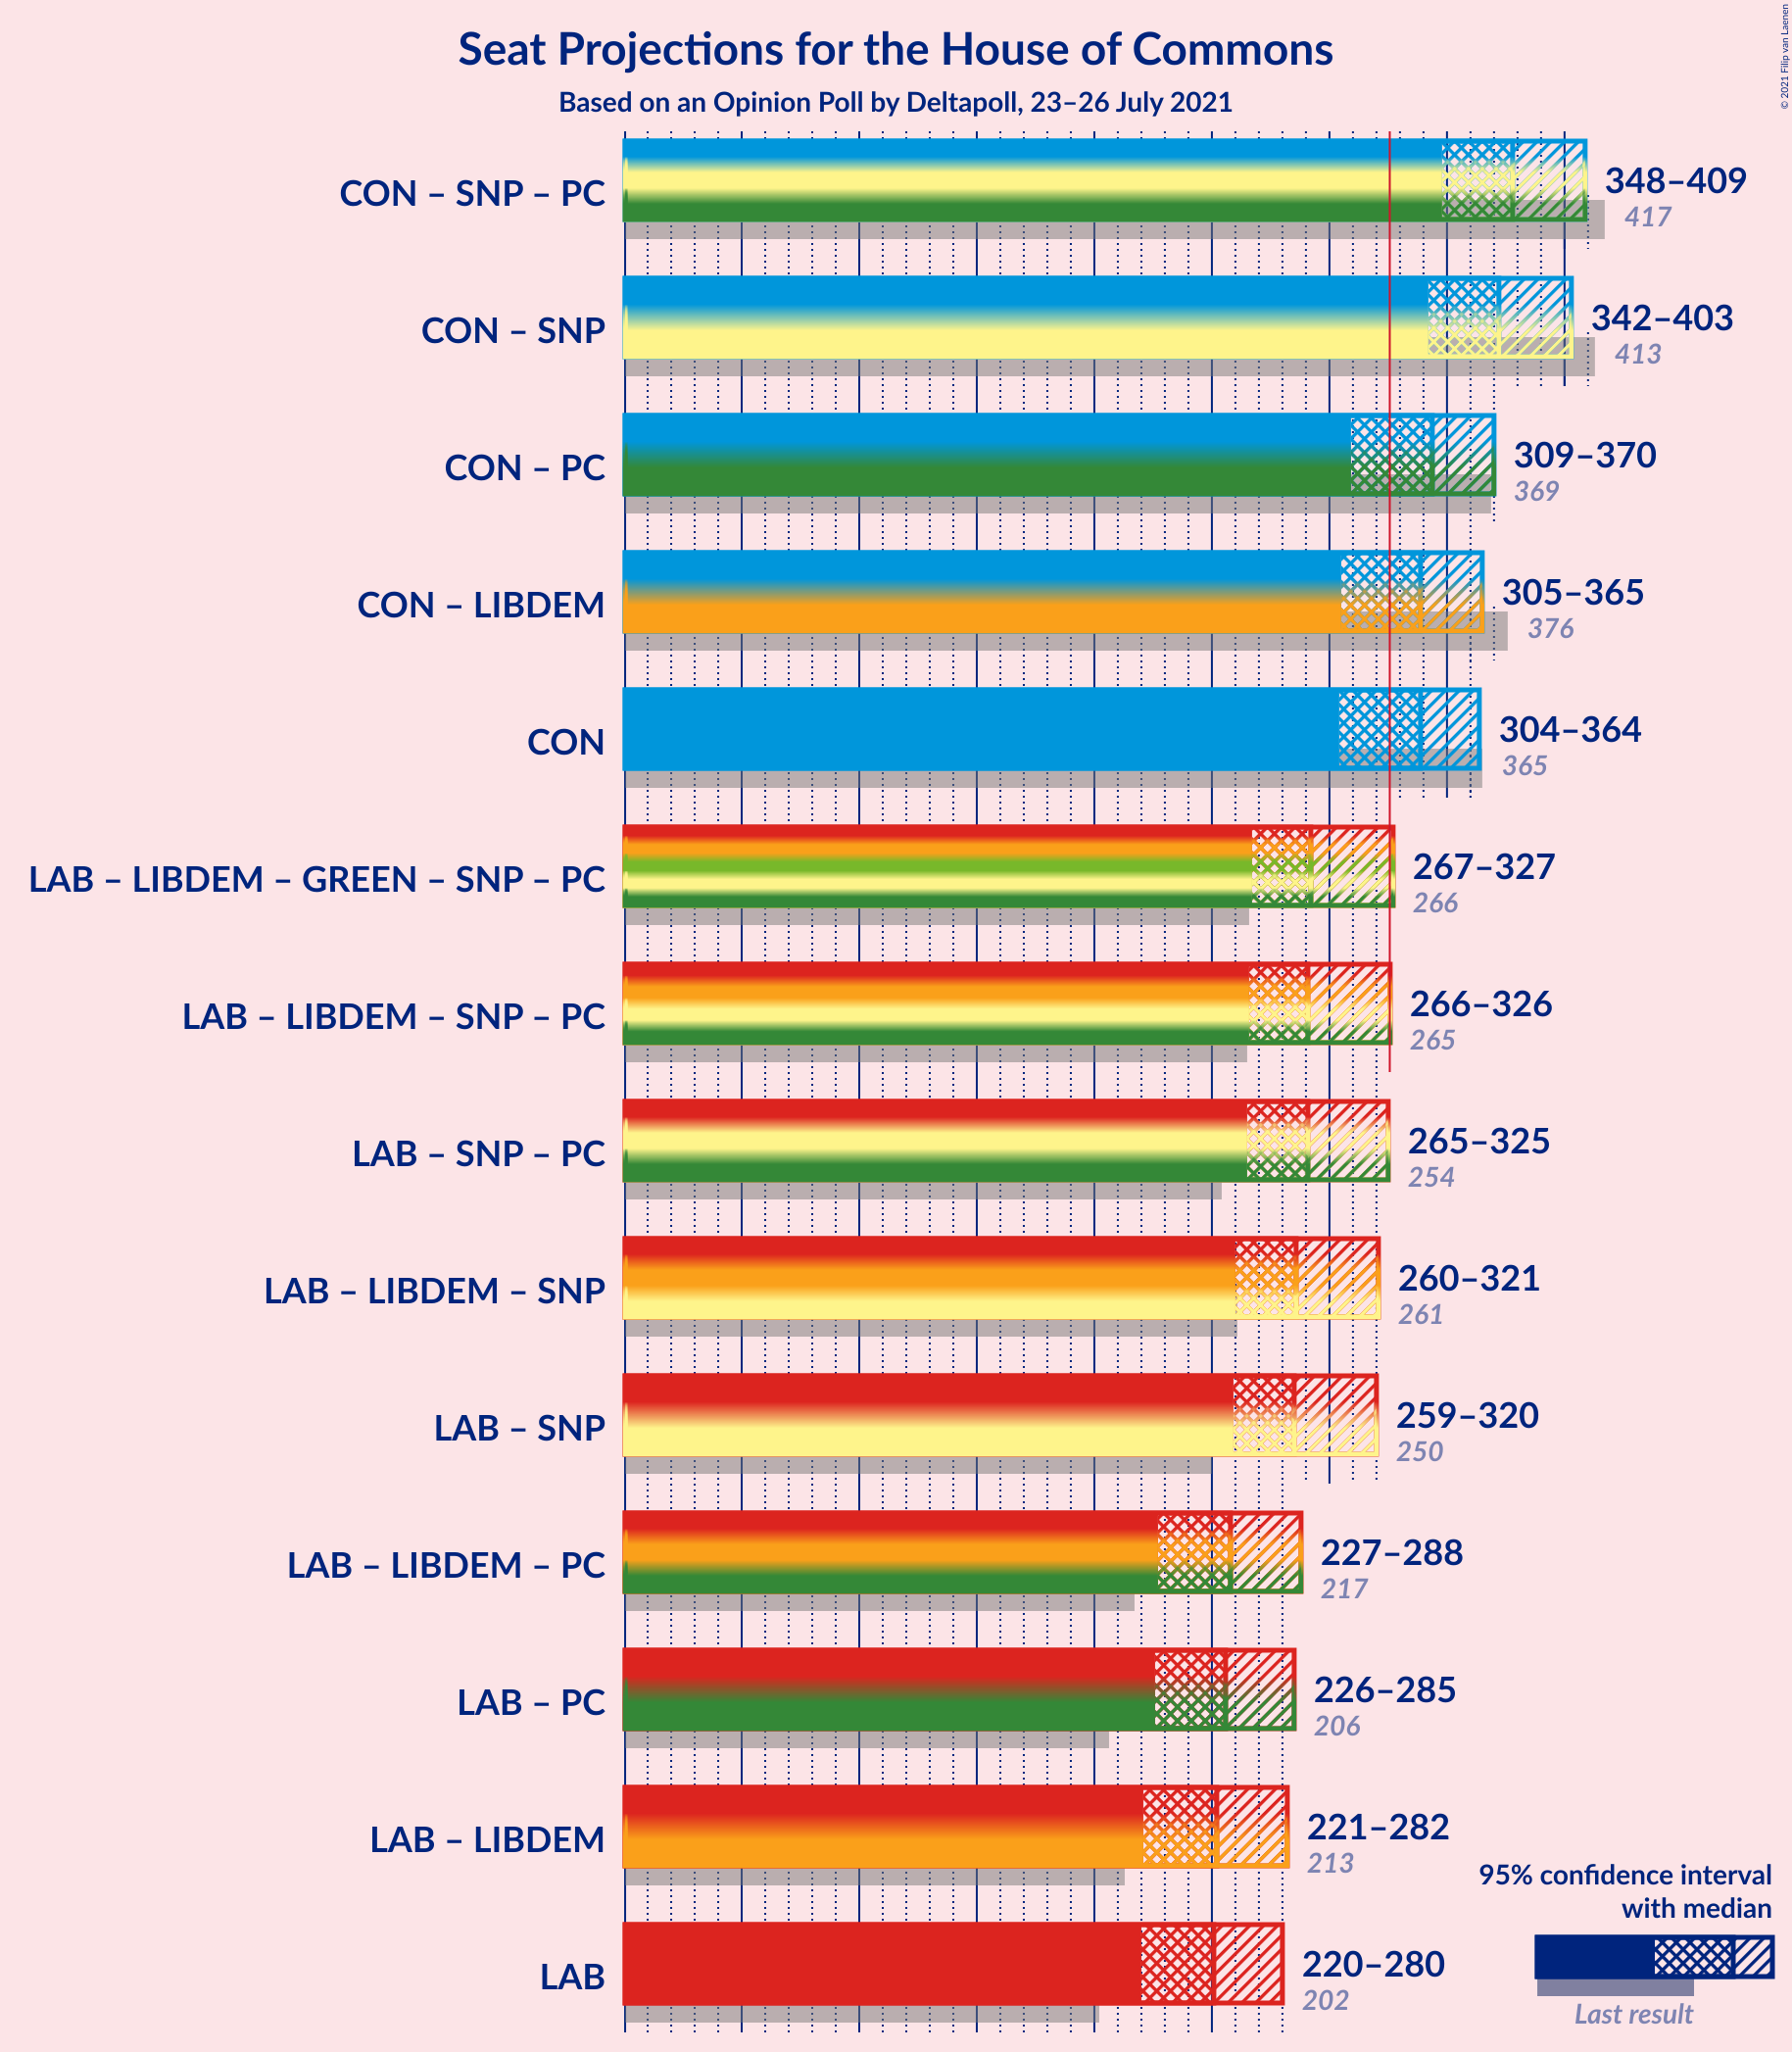 Seat Projections for the House of Commons
Based on an Opinion Poll by Deltapoll, 23–26 July 2021
© 2021 Filip van Laenen
CON – SNP – PC
348–409
417
CON – SNP
342–403
413
CON – PC
309–370
369
CON – LIBDEM
305–365
376
CON
304–364
365
LAB – LIBDEM – GREEN – SNP – PC
267–327
266
LAB – LIBDEM – SNP – PC
266–326
265
LAB – SNP – PC
265–325
254
LAB – LIBDEM – SNP
260–321
261
LAB – SNP
259–320
250
LAB – LIBDEM – PC
227–288
217
LAB – PC
226–285
206
LAB – LIBDEM
221–282
213
LAB
220–280
202
95% confidence interval
with median
Last result